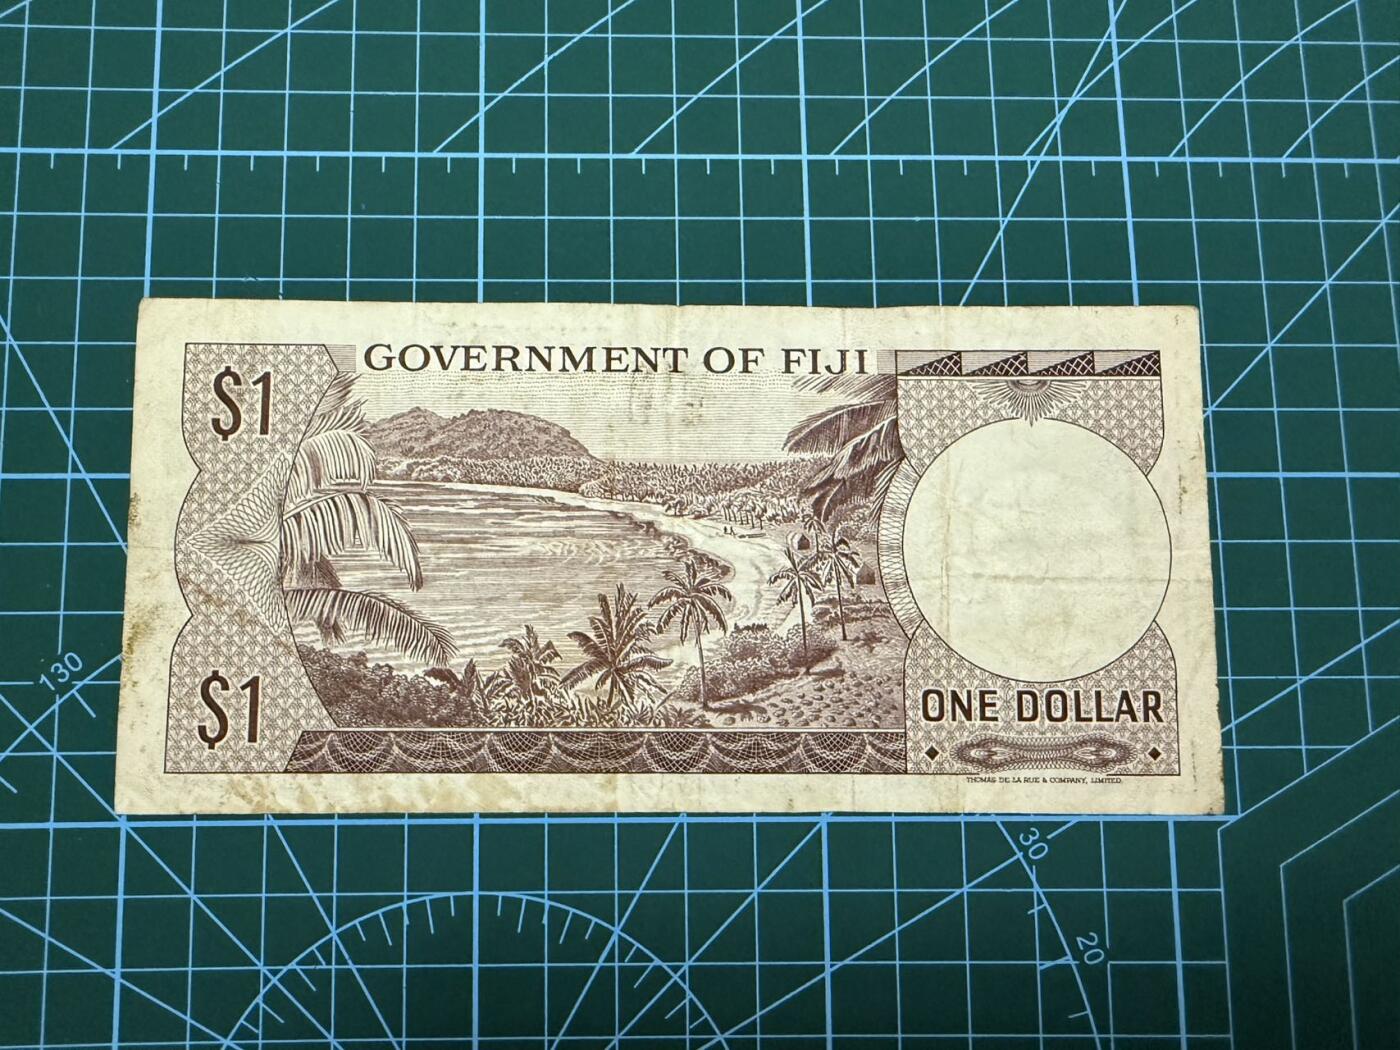 GOVERNMENT OF FIJI
$1
$1
ONE DOLLAR
THOMAS DE LA RUE & COMPANY, LIMITED.
130
30
20